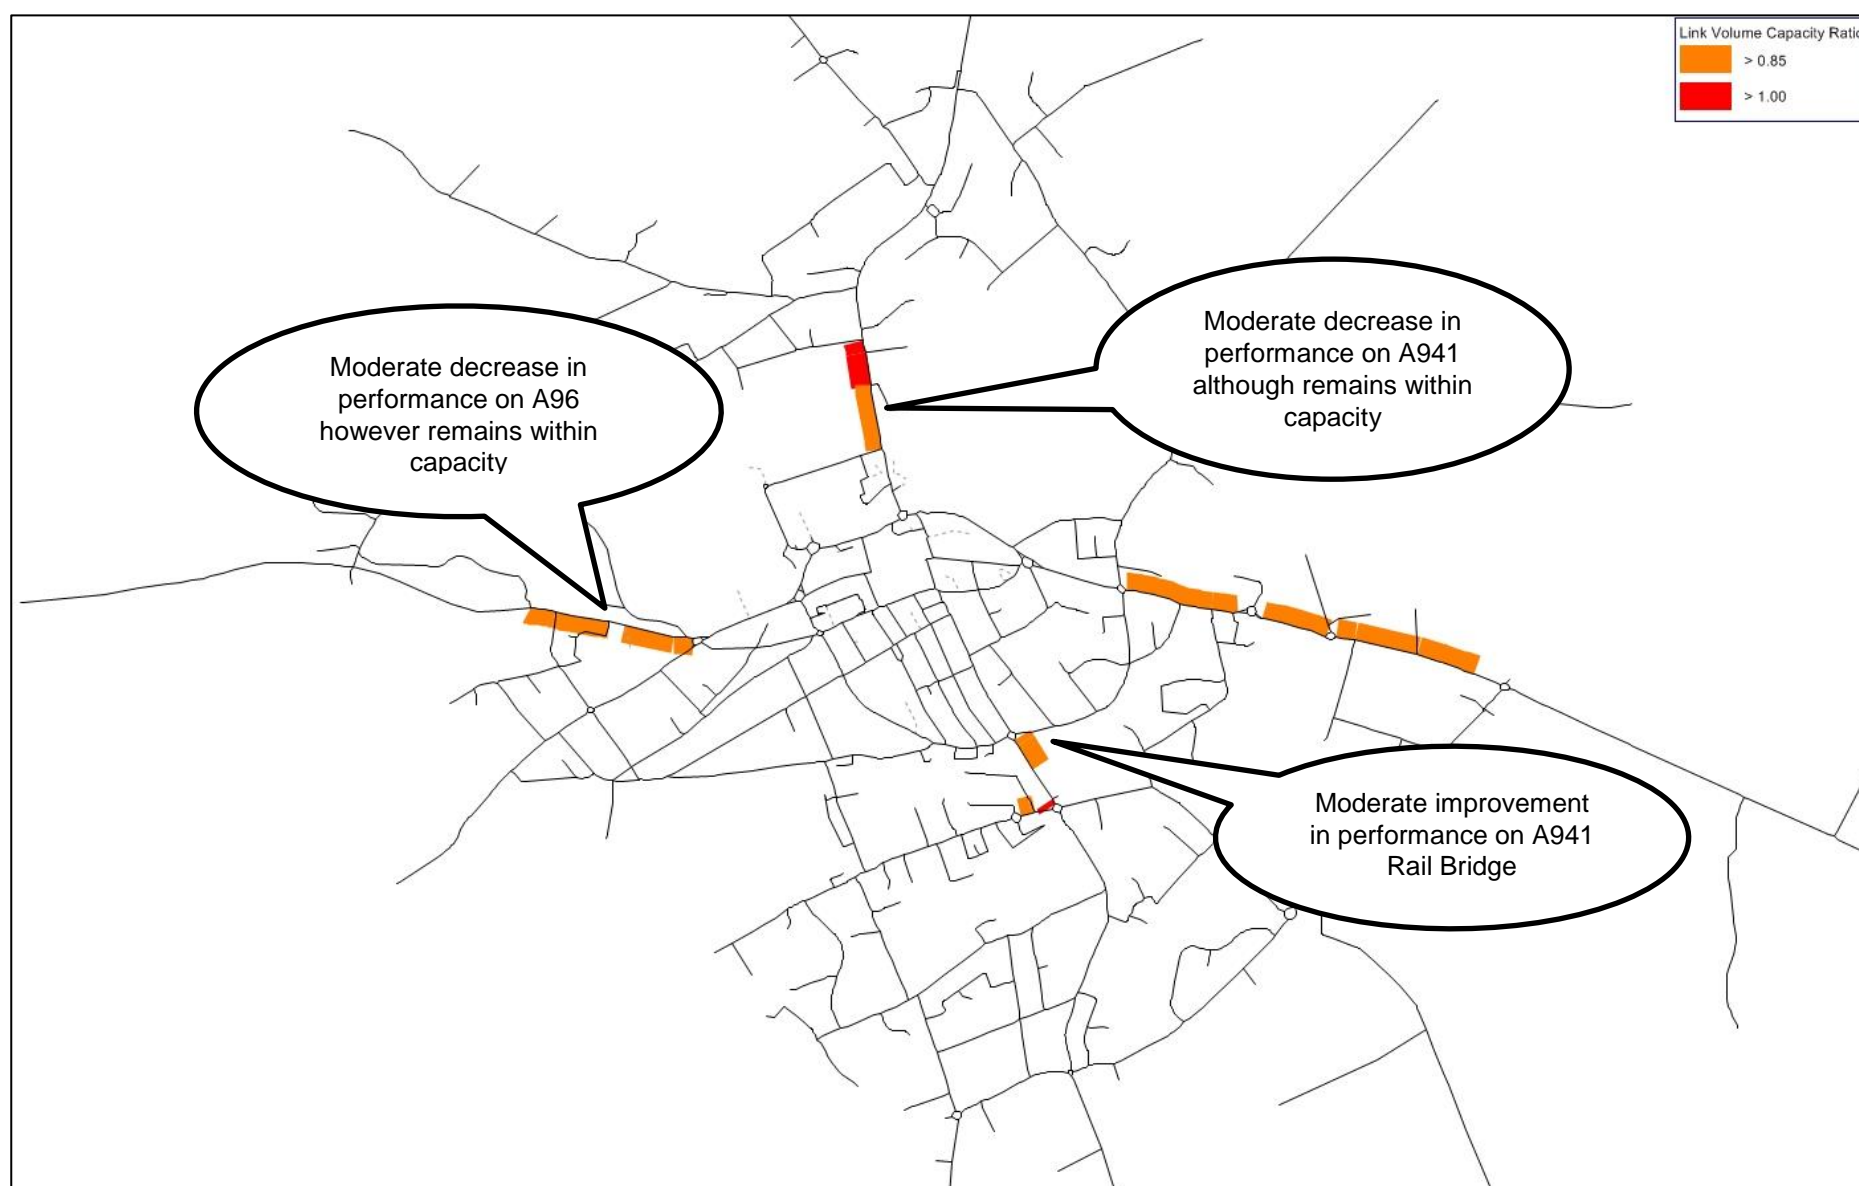 Link Volume Capacity Ratio
> 0.85
> 1.00
Moderate decrease in
performance on A941
although remains within
capacity
Moderate decrease in
performance on A96
however remains within
capacity
Moderate improvement
in performance on A941
Rail Bridge